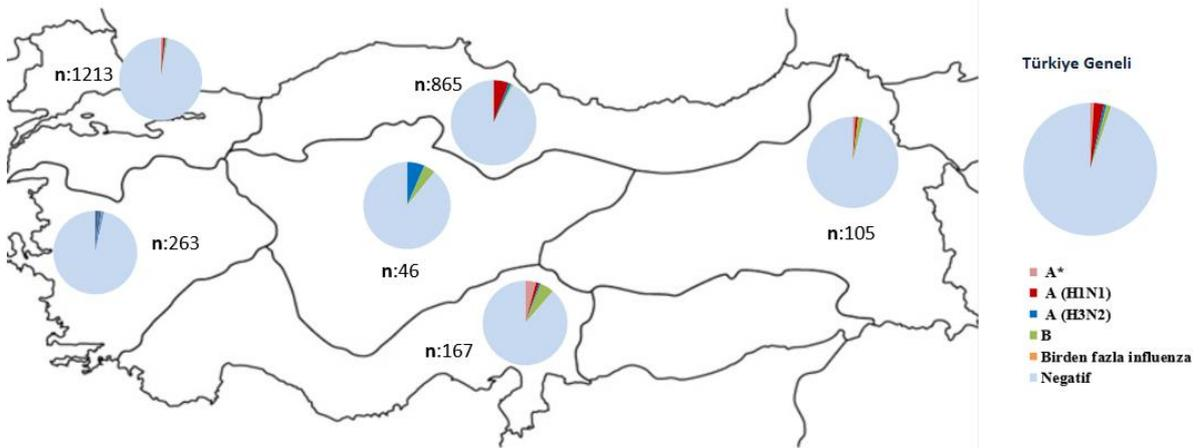 n:1213
n:865
n:263
n:46
n:105
n:167
Türkiye Geneli
A*
A (H1N1)
A (H3N2)
B
Birden fazla influenza
Negatif